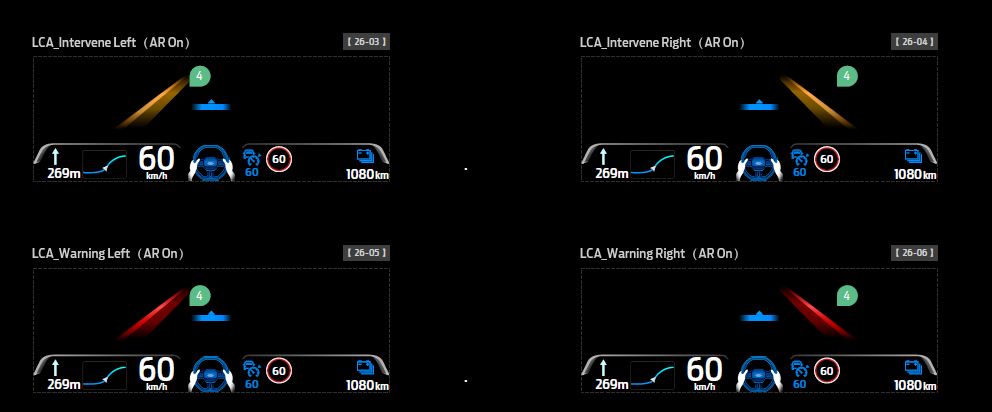 LCA_Intervene Left（AR On）
【 26-03 】
4
60
km/h
269m
60
60
1080km
LCA_Intervene Right（AR On）
【 26-04 】
4
60
km/h
269m
60
60
1080km
LCA_Warning Left（AR On）
【 26-05 】
4
60
km/h
269m
60
60
1080km
LCA_Warning Right（AR On）
【 26-06 】
4
60
km/h
269m
60
60
1080km